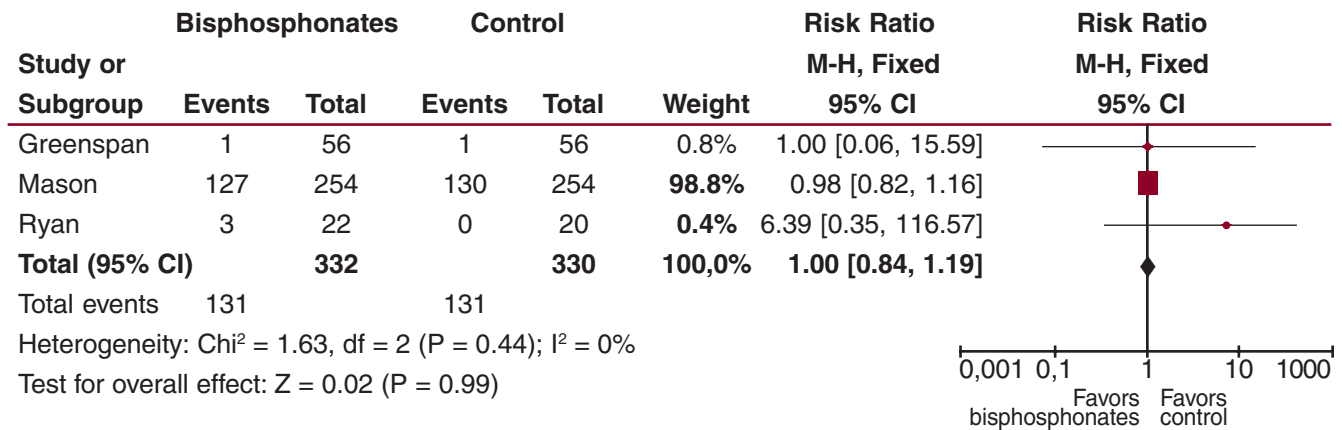 Bisphosphonates Control Risk Ratio Risk Ratio
Study or M-H, Fixed M-H, Fixed
Subgroup Events Total Events Total Weight 95% CI 95% CI
Greenspan 1 56 1 56 0.8% 1.00 [0.06, 15.59]
Mason 127 254 130 254 98.8% 0.98 [0.82, 1.16]
Ryan 3 22 0 20 0.4% 6.39 [0.35, 116.57]
Total (95% CI) 332 330 100,0% 1.00 [0.84, 1.19]
Total events 131 131
Heterogeneity: Chi² = 1.63, df = 2 (P = 0.44); I² = 0%
Test for overall effect: Z = 0.02 (P = 0.99)
0,001 0,1 1 10 1000
Favors Favors
bisphosphonates control